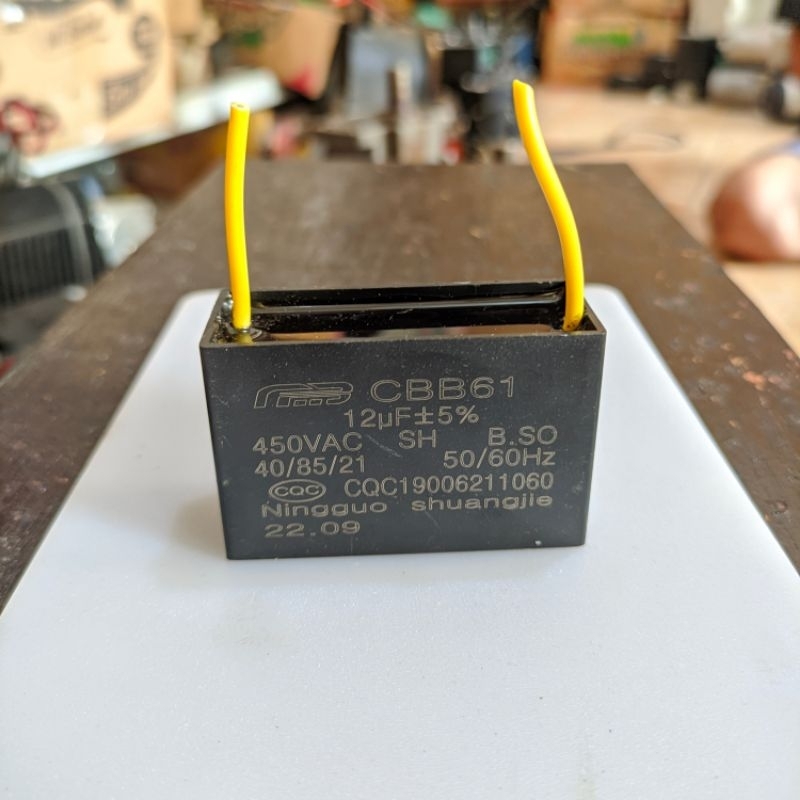 CBB61
12µF±5%
450VAC SH B.SO
40/85/21 50/60Hz
CQC CQC19006211060
Ningguo shuangjie
22.09